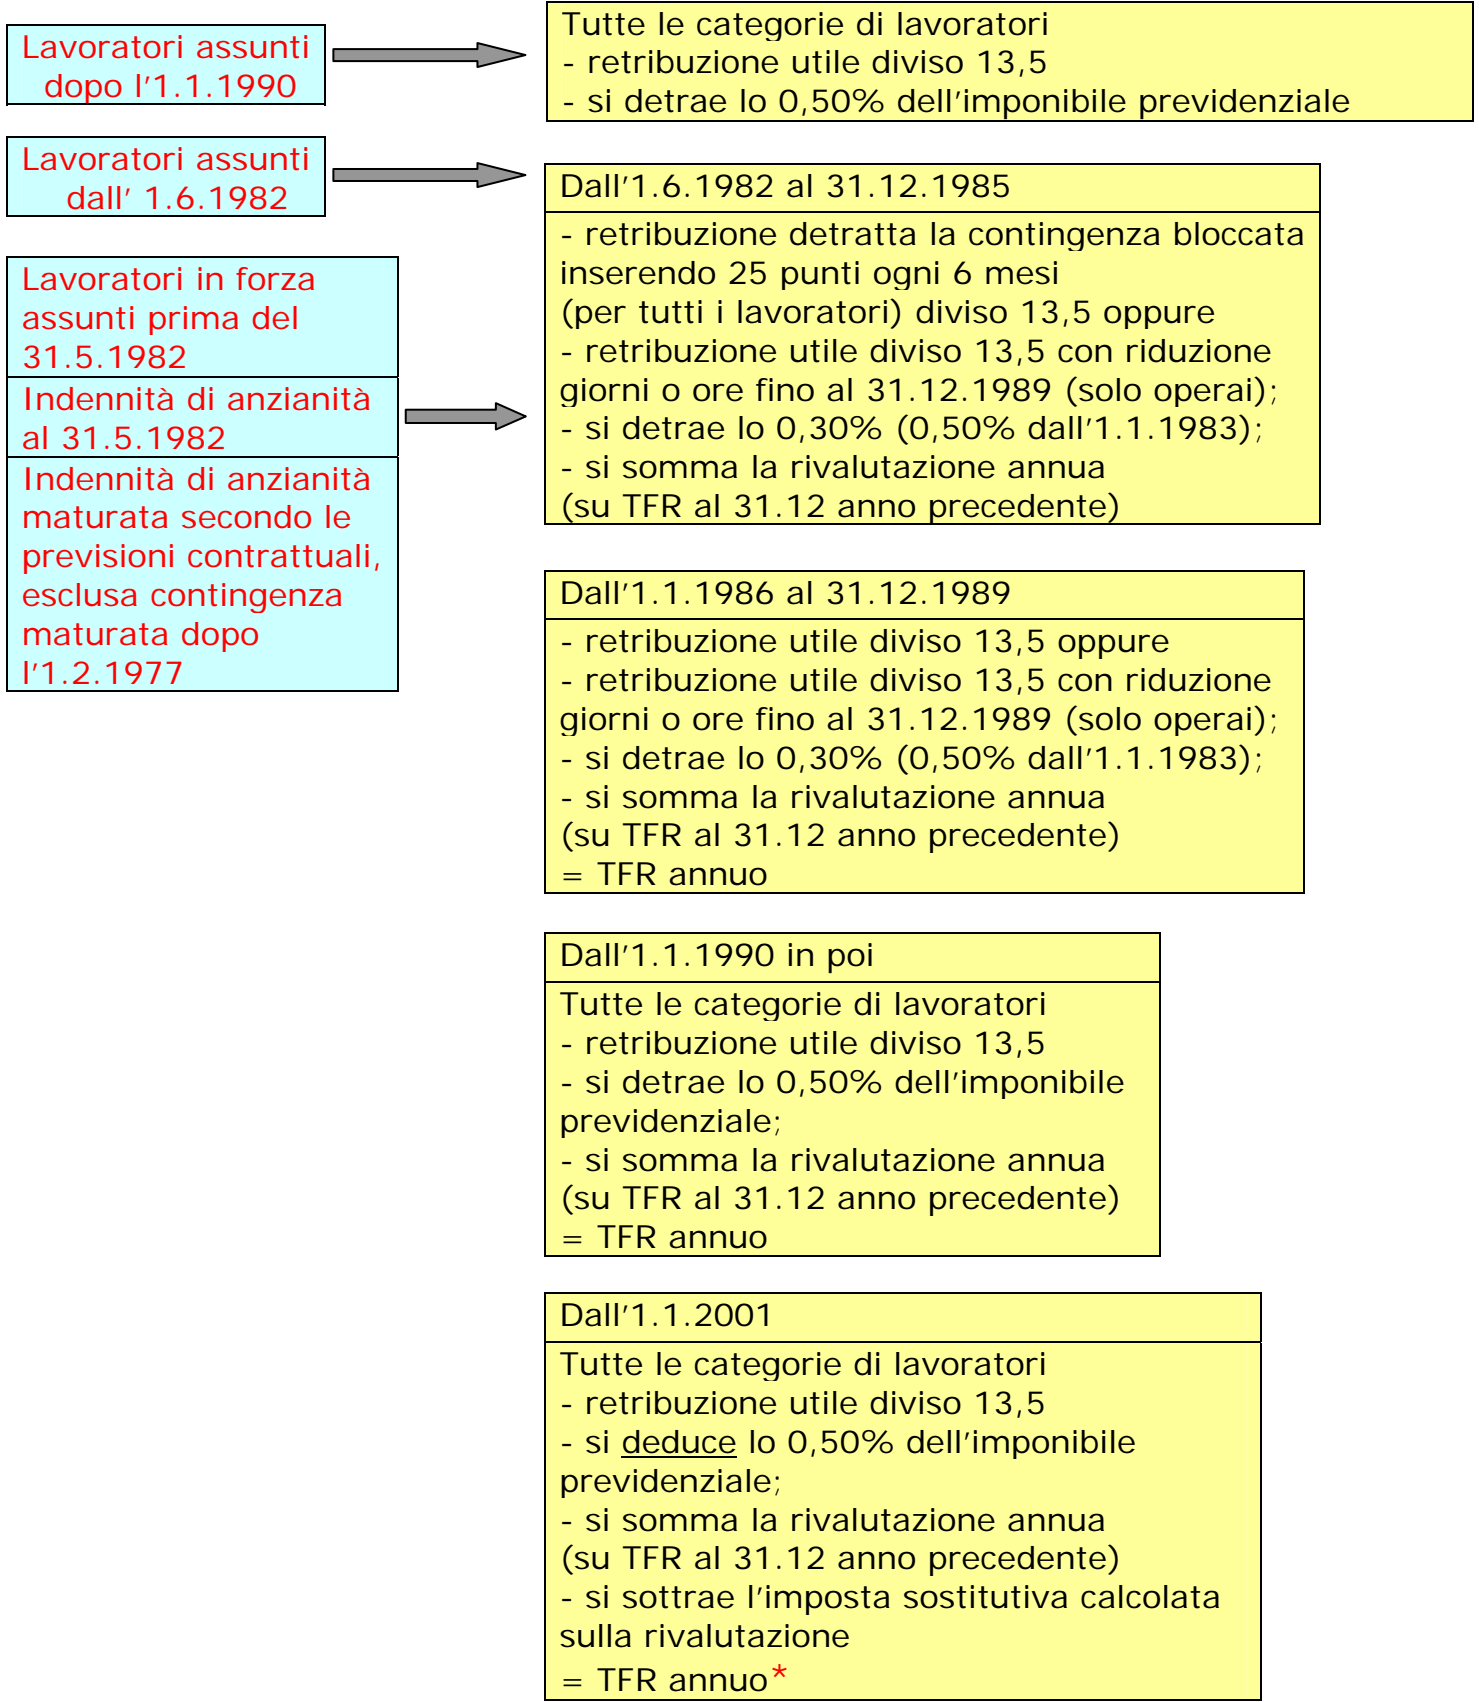 Lavoratori assunti
dopo l'1.1.1990
Tutte le categorie di lavoratori
- retribuzione utile diviso 13,5
- si detrae lo 0,50% dell'imponibile previdenziale
Lavoratori assunti
dall' 1.6.1982
Lavoratori in forza
assunti prima del
31.5.1982
Indennità di anzianità
al 31.5.1982
Indennità di anzianità
maturata secondo le
previsioni contrattuali,
esclusa contingenza
maturata dopo
l'1.2.1977
Dall'1.6.1982 al 31.12.1985
- retribuzione detratta la contingenza bloccata
inserendo 25 punti ogni 6 mesi
(per tutti i lavoratori) diviso 13,5 oppure
- retribuzione utile diviso 13,5 con riduzione
giorni o ore fino al 31.12.1989 (solo operai);
- si detrae lo 0,30% (0,50% dall'1.1.1983);
- si somma la rivalutazione annua
(su TFR al 31.12 anno precedente)
Dall'1.1.1986 al 31.12.1989
- retribuzione utile diviso 13,5 oppure
- retribuzione utile diviso 13,5 con riduzione
giorni o ore fino al 31.12.1989 (solo operai);
- si detrae lo 0,30% (0,50% dall'1.1.1983);
- si somma la rivalutazione annua
(su TFR al 31.12 anno precedente)
= TFR annuo
Dall'1.1.1990 in poi
Tutte le categorie di lavoratori
- retribuzione utile diviso 13,5
- si detrae lo 0,50% dell'imponibile
previdenziale;
- si somma la rivalutazione annua
(su TFR al 31.12 anno precedente)
= TFR annuo
Dall'1.1.2001
Tutte le categorie di lavoratori
- retribuzione utile diviso 13,5
- si deduce lo 0,50% dell'imponibile
previdenziale;
- si somma la rivalutazione annua
(su TFR al 31.12 anno precedente)
- si sottrae l'imposta sostitutiva calcolata
sulla rivalutazione
= TFR annuo*